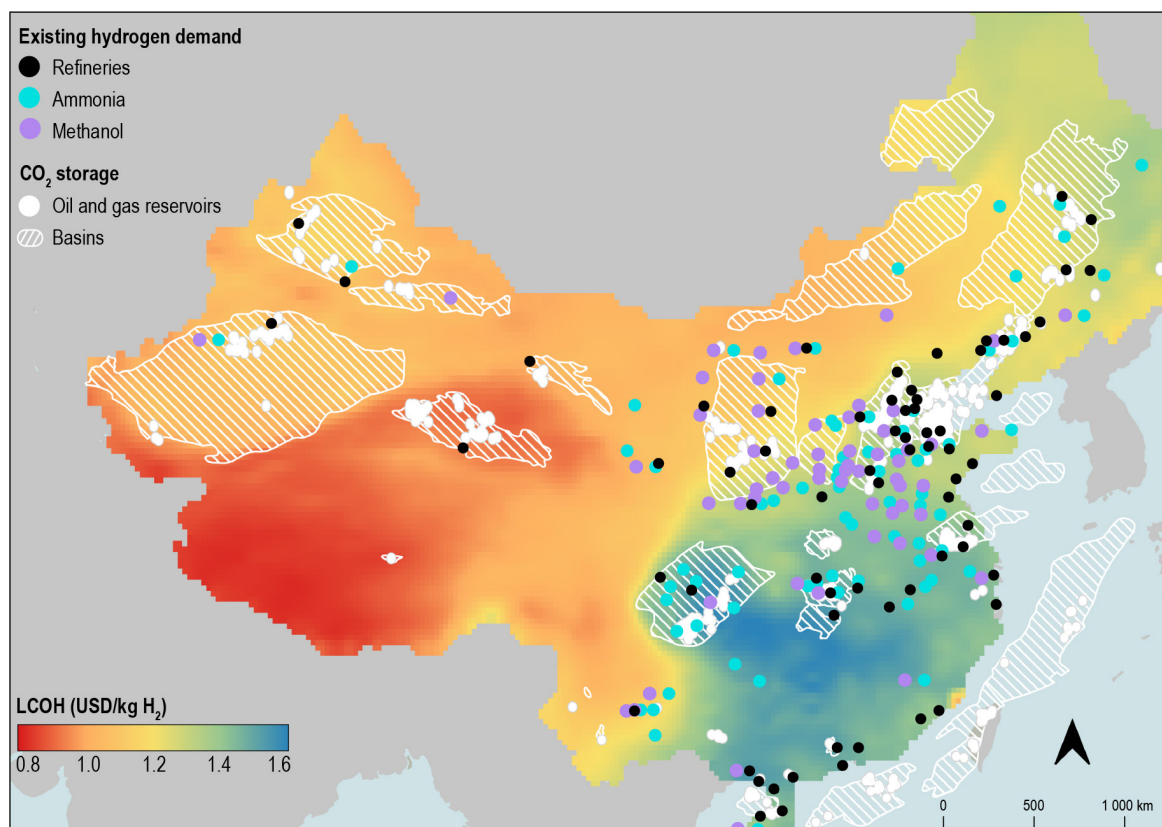 Existing hydrogen demand
Refineries
Ammonia
Methanol
CO₂ storage
Oil and gas reservoirs
Basins
LCOH (USD/kg H₂)
0.8 1.0 1.2 1.4 1.6
0 500 1 000 km